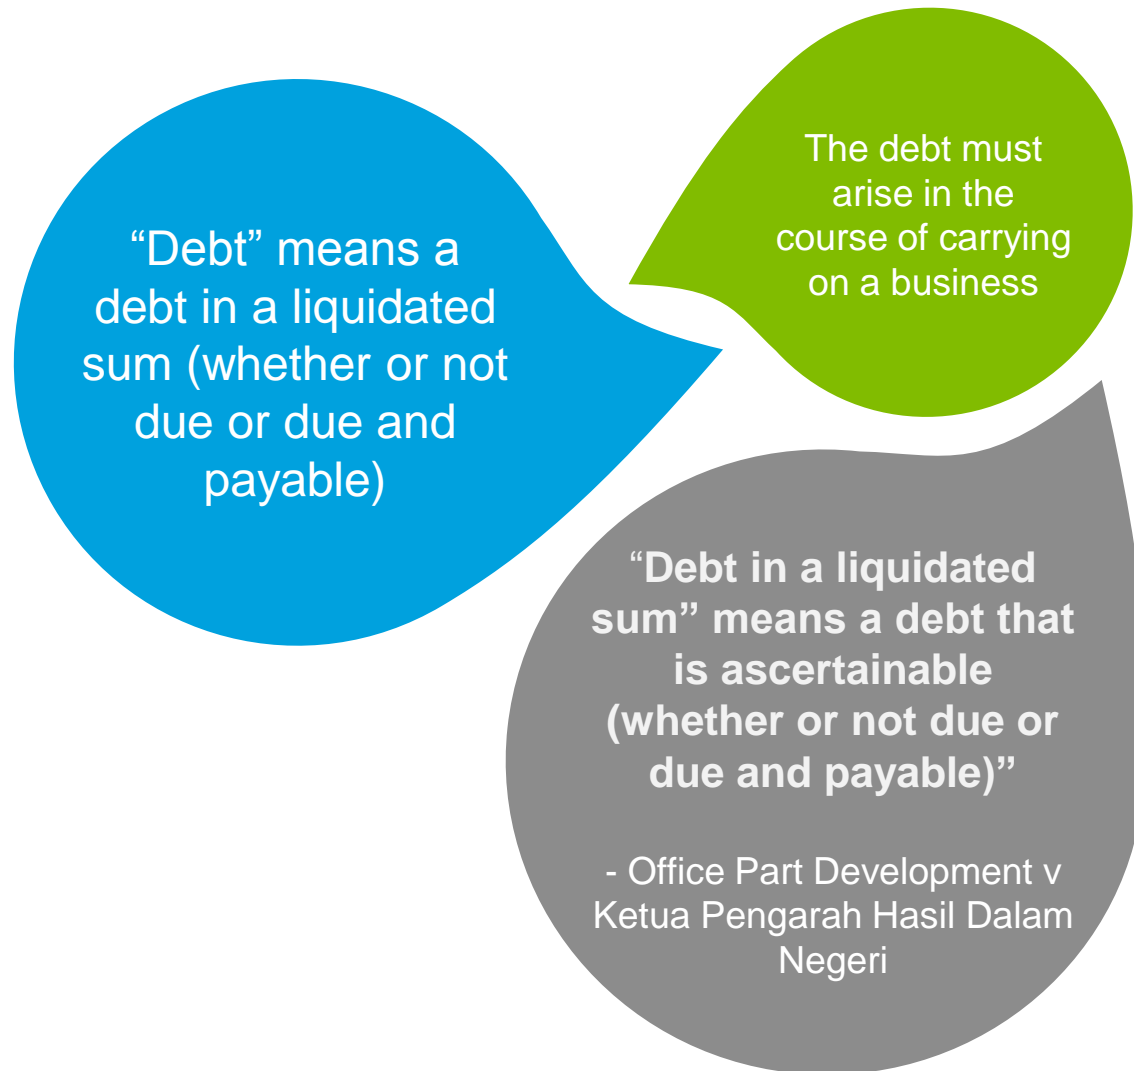 “Debt” means a
debt in a liquidated
sum (whether or not
due or due and
payable)
The debt must
arise in the
course of carrying
on a business
“Debt in a liquidated
sum” means a debt that
is ascertainable
(whether or not due or
due and payable)”
- Office Part Development v
Ketua Pengarah Hasil Dalam
Negeri